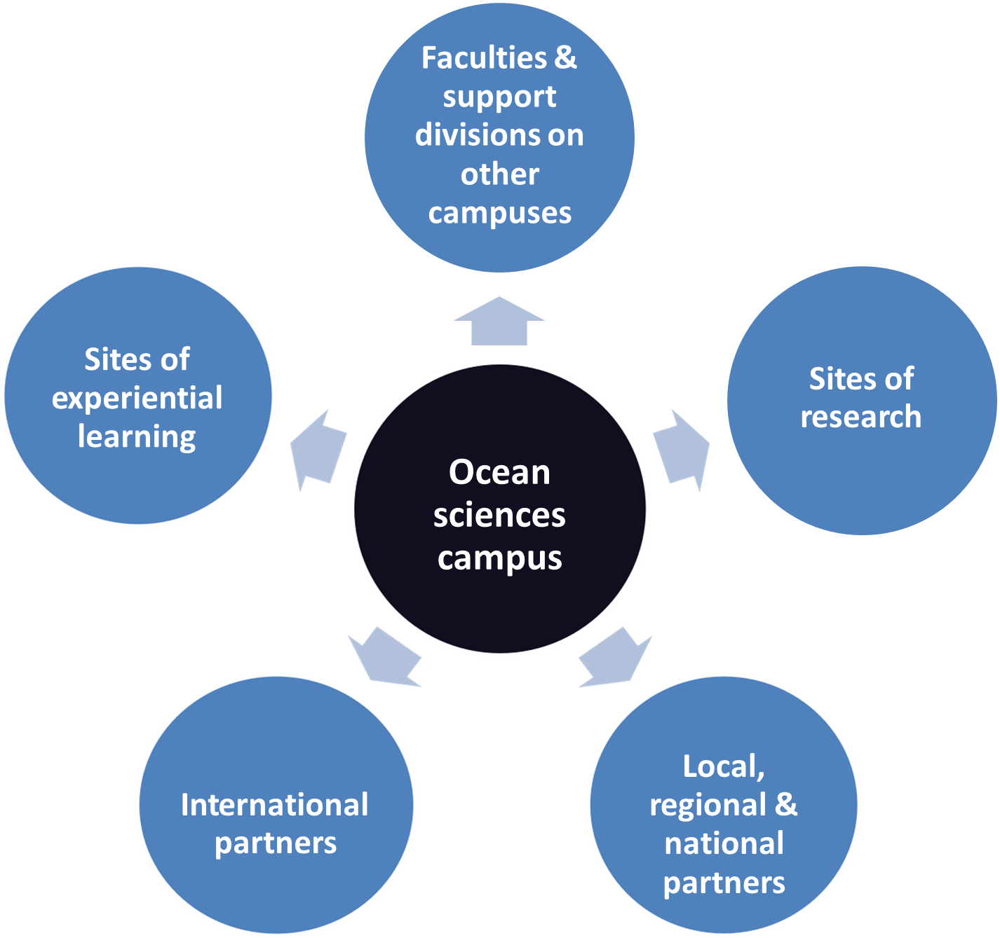 Faculties &
support
divisions on
other
campuses
Sites of
experiential
learning
Sites of
research
Ocean
sciences
campus
International
partners
Local,
regional &
national
partners